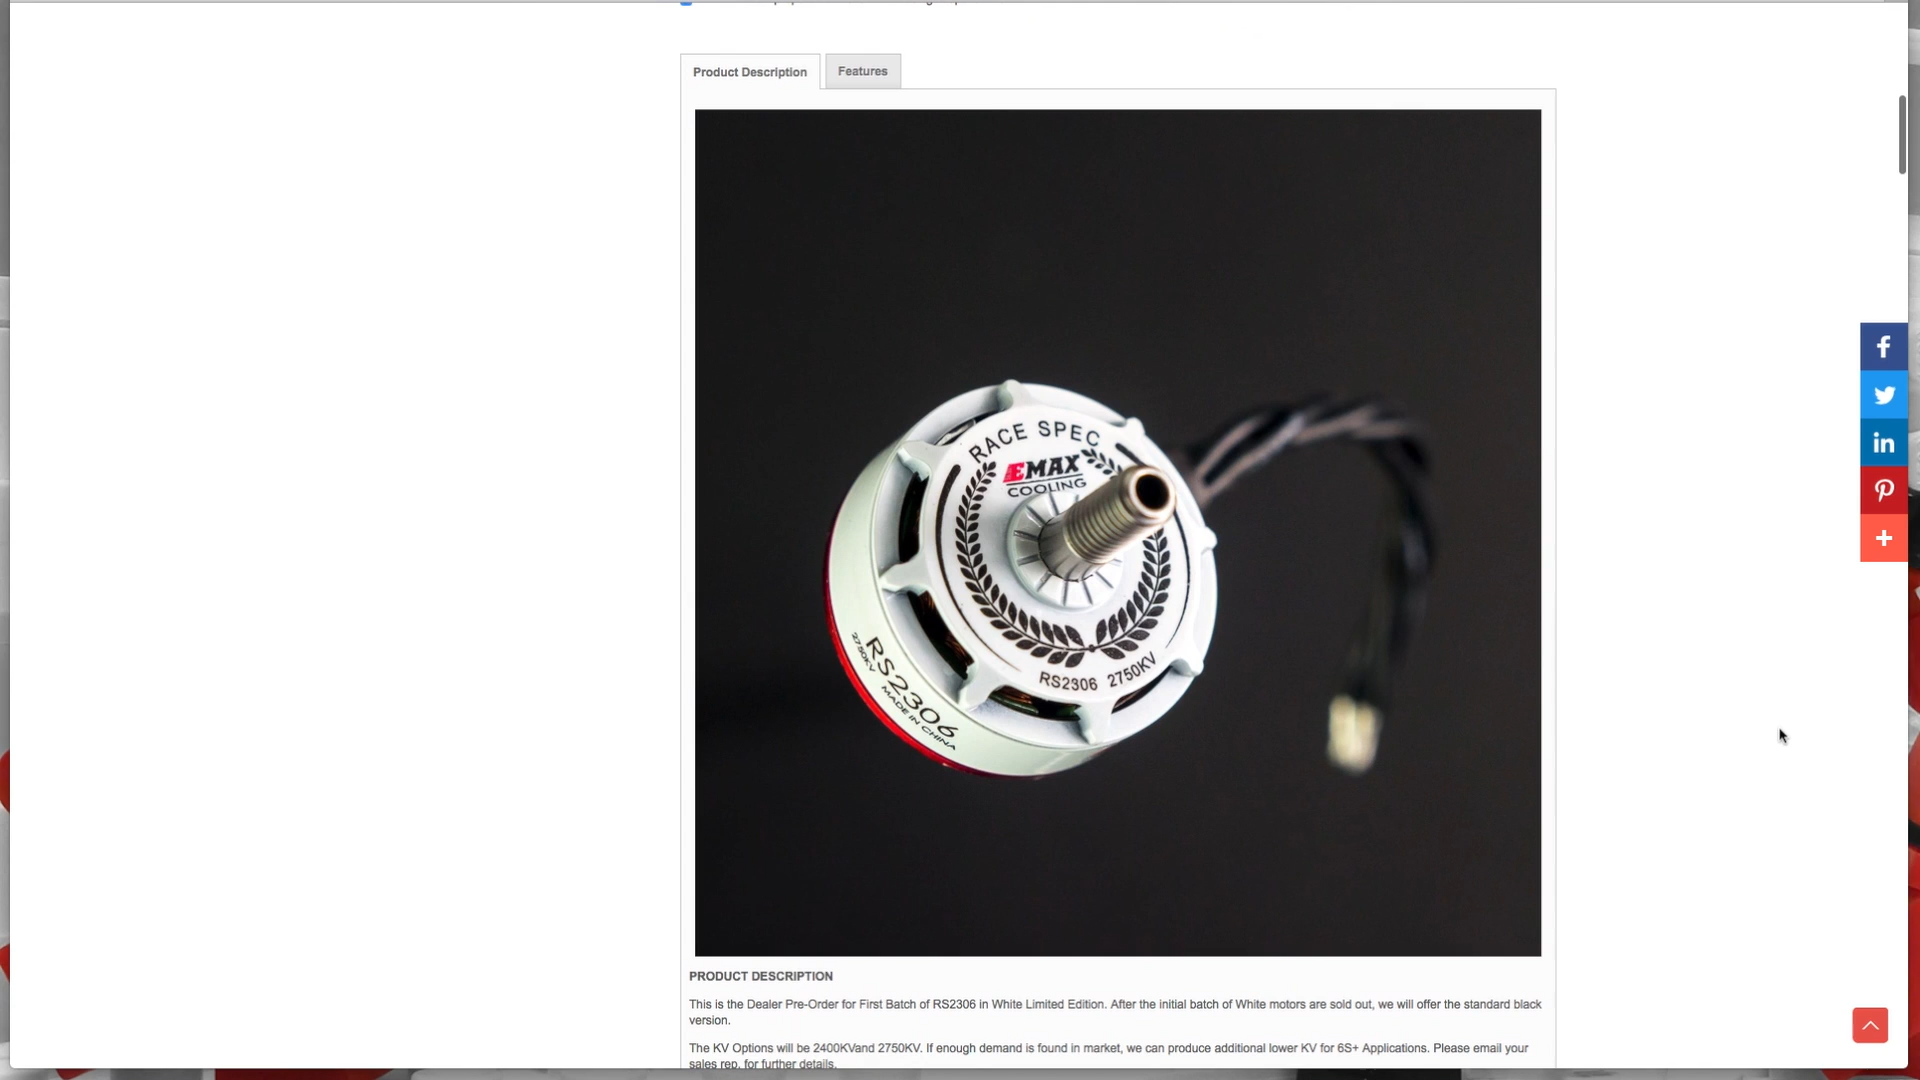 Product Description
Features
RACE SPEC
EMAX
COOLING
RS2306 2750KV
RS2306
2750KV MADE IN CHINA
f
in
PRODUCT DESCRIPTION
This is the Dealer Pre-Order for First Batch of RS2306 in White Limited Edition. After the initial batch of White motors are sold out, we will offer the standard black
version.
The KV Options will be 2400KVand 2750KV. If enough demand is found in market, we can produce additional lower KV for 6S+ Applications. Please email your
sales rep. for further details.